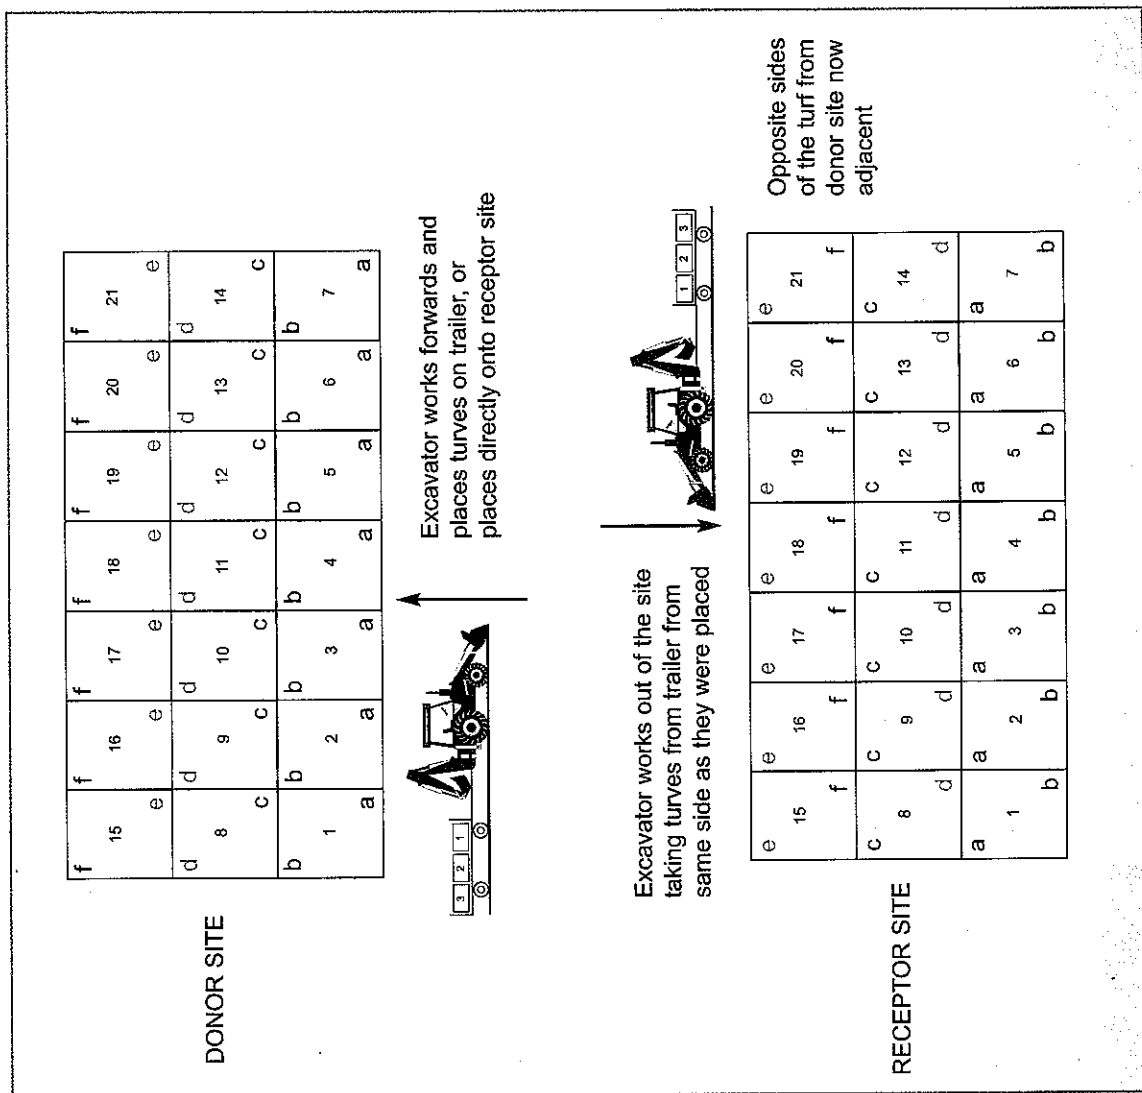 f f f f f f f
15 16 17 18 19 20 21
e e e e e e e
d d d d d d d
8 9 10 11 12 13 14
c c c c c c c
b b b b b b b
1 2 3 4 5 6 7
a a a a a a a
DONOR SITE
3 2 1
Excavator works forwards and
places turves on trailer, or
places directly onto receptor site
Excavator works out of the site
taking turves from trailer from
same side as they were placed
1 2 3
Opposite sides
of the turf from
donor site now
adjacent
e e e e e e e
15 16 17 18 19 20 21
f f f f f f f
c c c c c c c
8 9 10 11 12 13 14
d d d d d d d
a a a a a a a
1 2 3 4 5 6 7
b b b b b b b
RECEPTOR SITE